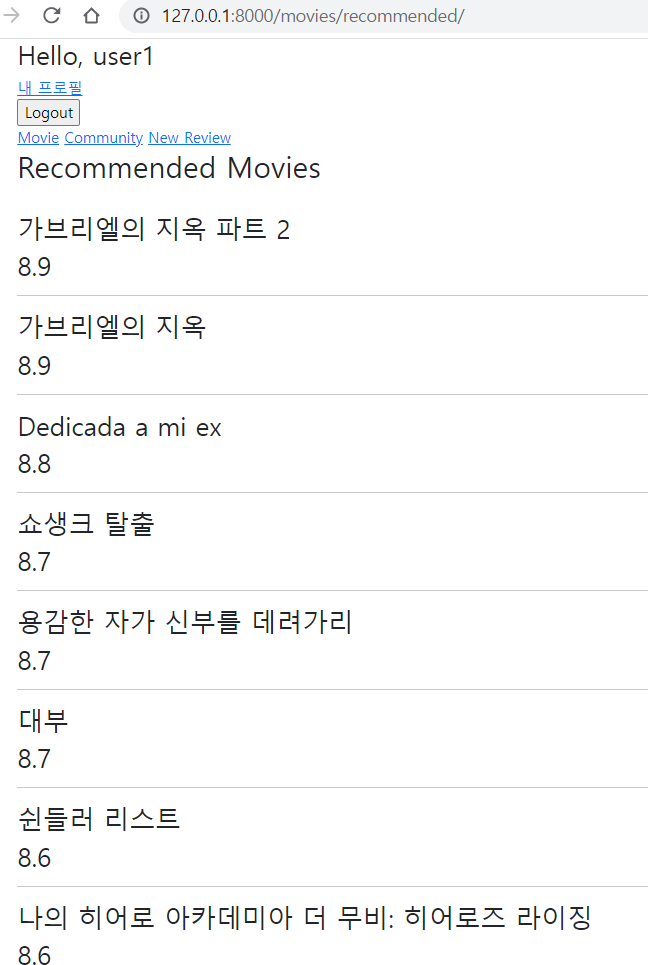 127.0.0.1:8000/movies/recommended/
Hello, user1
내 프로필
Logout
Movie Community New Review
Recommended Movies
가브리엘의 지옥 파트 2
8.9
가브리엘의 지옥
8.9
Dedicada a mi ex
8.8
쇼생크 탈출
8.7
용감한 자가 신부를 데려가리
8.7
대부
8.7
쉰들러 리스트
8.6
나의 히어로 아카데미아 더 무비: 히어로즈 라이징
8.6